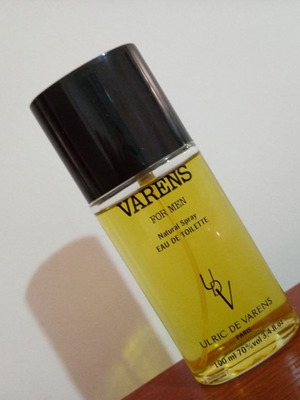 VARENS
FOR MEN
Natural Spray
EAU DE TOILETTE
UDV
ULRIC DE VARENS
PARIS
100 ml 70%vol 3.4 fl.oz